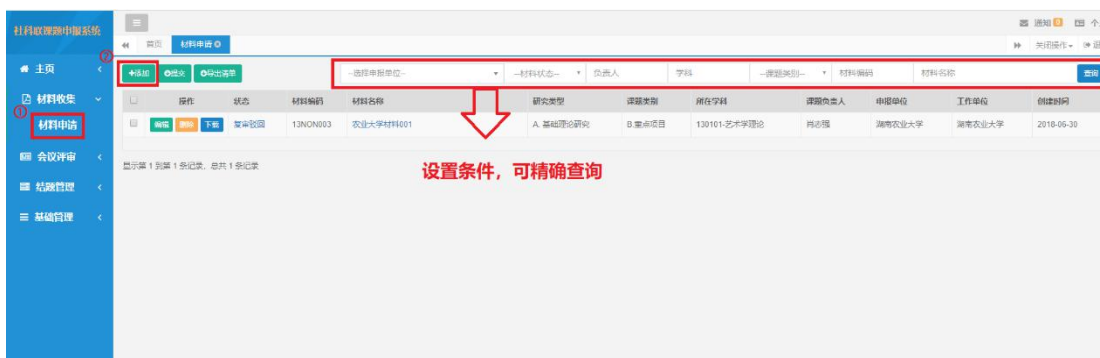 社科联课题申报系统
通知 0 个
首页 材料申请
关闭操作
②
主页
+添加 提交 导出清单 --选择申报单位-- --材料状态-- 负责人 学科 --课题类别-- 材料编码 材料名称 查询
材料收集
操作 状态 材料编码 材料名称 研究类型 课题类别 所在学科 课题负责人 申报单位 工作单位 创建时间
①
材料申请
编辑 删除 下载 复审驳回 13NON003 农业大学材料001 A.基础理论研究 B.重点项目 130101-艺术学理论 肖志强 湖南农业大学 湖南农业大学 2018-06-30
会议评审
显示第 1 到第 1 条记录，总共 1 条记录
设置条件，可精确查询
结题管理
基础管理